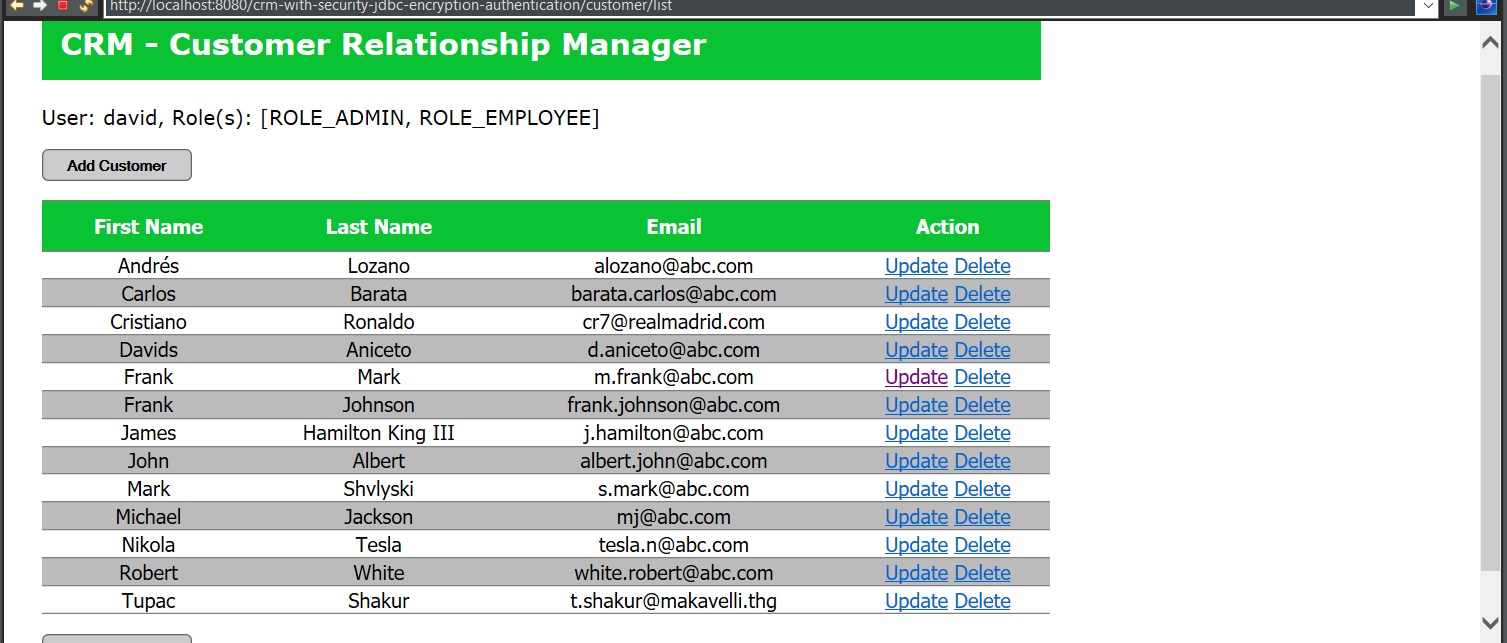 http://localhost:8080/crm-with-security-jdbc-encryption-authentication/customer/list
CRM - Customer Relationship Manager
User: david, Role(s): [ROLE_ADMIN, ROLE_EMPLOYEE]
Add Customer
First Name Last Name Email Action
Andrés Lozano alozano@abc.com Update Delete
Carlos Barata barata.carlos@abc.com Update Delete
Cristiano Ronaldo cr7@realmadrid.com Update Delete
Davids Aniceto d.aniceto@abc.com Update Delete
Frank Mark m.frank@abc.com Update Delete
Frank Johnson frank.johnson@abc.com Update Delete
James Hamilton King III j.hamilton@abc.com Update Delete
John Albert albert.john@abc.com Update Delete
Mark Shvlyski s.mark@abc.com Update Delete
Michael Jackson mj@abc.com Update Delete
Nikola Tesla tesla.n@abc.com Update Delete
Robert White white.robert@abc.com Update Delete
Tupac Shakur t.shakur@makavelli.thg Update Delete